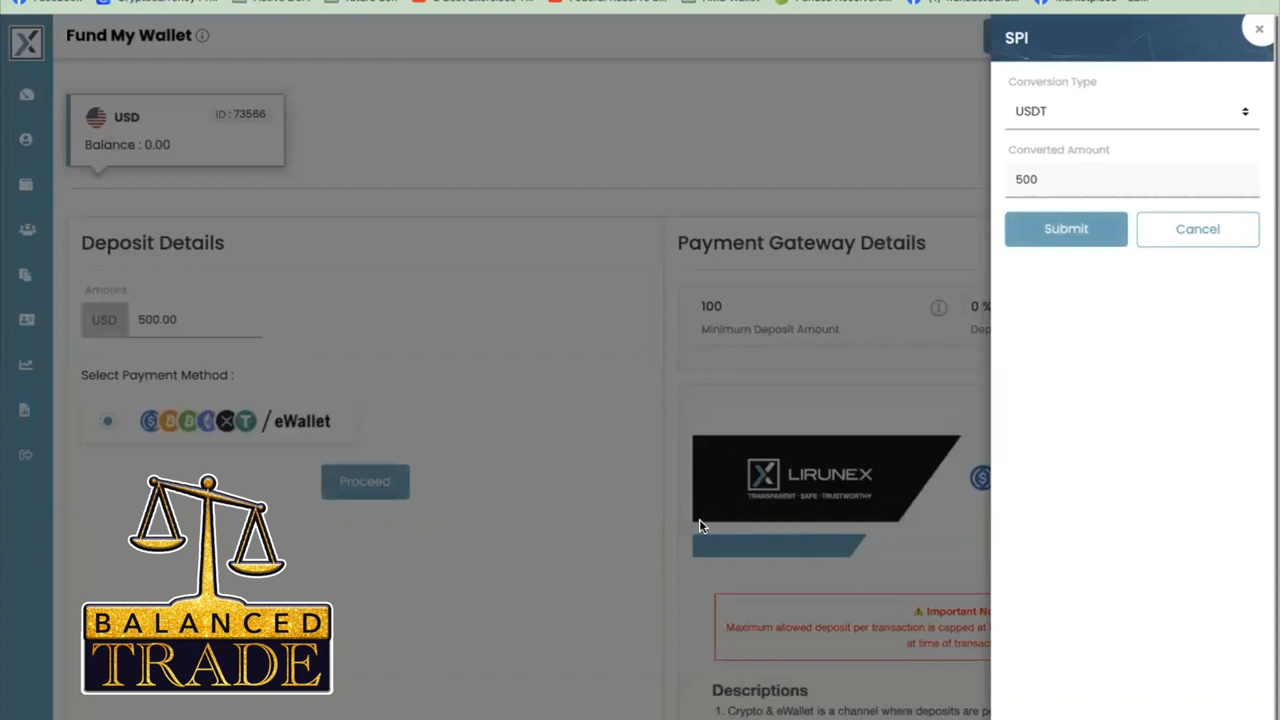 Fund My Wallet
USD
ID : 73566
Balance : 0.00
Deposit Details
Amount
USD 500.00
Select Payment Method :
/ eWallet
Proceed
BALANCED
TRADE
Payment Gateway Details
100
Minimum Deposit Amount
0 %
Dep
LIRUNEX
TRANSPARENT · SAFE · TRUSTWORTHY
Important No
Maximum allowed deposit per transaction is capped at
at time of transac
Descriptions
1. Crypto & eWallet is a channel where deposits are p
SPI
Conversion Type
USDT
Converted Amount
500
Submit
Cancel